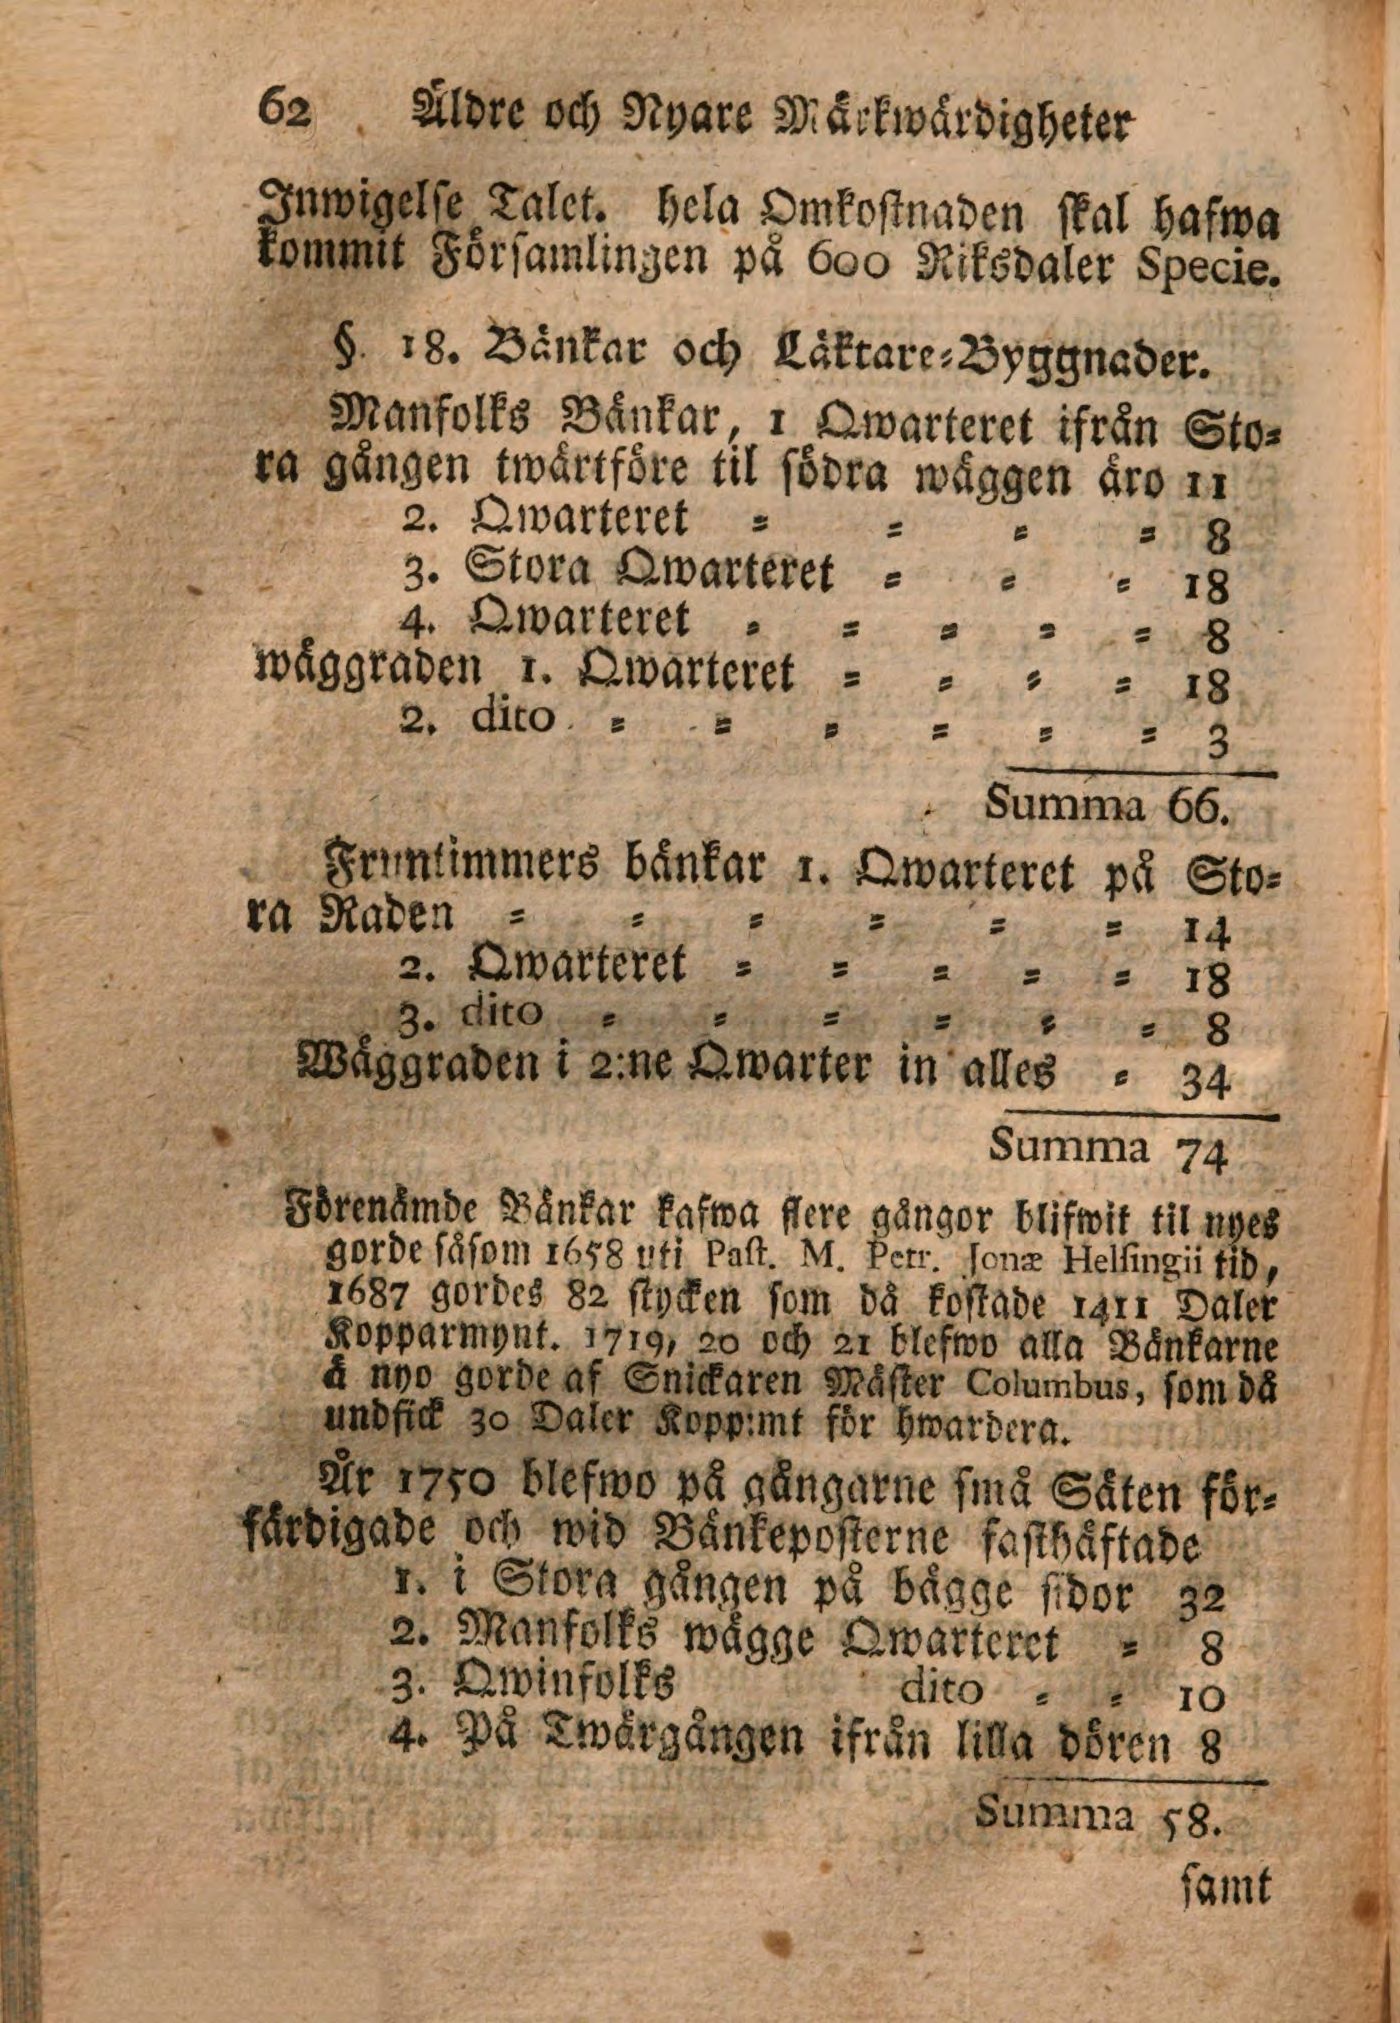 62 Äldre och Nyare Märkwärdigheter
Inwigelse Talet. hela Omkostnaden skal hafwa
kommit Församlingen på 600 Riksdaler Specie.
§. 18. Bänkar och Läktare=Byggnader.
Manfolks Bänkar, 1 Qwarteret ifrån Sto=
ra gången twärtföre til södra wäggen äro 11
2. Qwarteret = = = = 8
3. Stora Qwarteret = = = 18
4. Qwarteret = = = = = 8
wäggraden 1. Qwarteret = = = = 18
2. dito = = = = = = 3
Summa 66.
Fruntimmers bänkar 1. Qwarteret på Sto=
ra Raden = = = = = = 14
2. Qwarteret = = = = = 18
3. dito = = = = = = 8
Wäggraden i 2:ne Qwarter in alles = 34
Summa 74
Förenämde Bänkar kafwa flere gångor blifwit til nyes
gorde såsom 1658 uti Past. M. Petr. Jonæ Helsingii tid,
1687 gordes 82 stycken som då kostade 1411 Daler
Kopparmynt. 1719, 20 och 21 blefwo alla Bänkarne
å nyo gorde af Snickaren Mäster Columbus, som då
undfick 30 Daler Kopp:mt för hwardera.
År 1750 blefwo på gångarne små Säten för=
färdigade och wid Bänkeposterne fasthäftade
1. i Stora gången på bägge sidor 32
2. Manfolks wägge Qwarteret = 8
3. Qwinfolks dito = = 10
4. På Twärgången ifrån lilla dören 8
Summa 58.
samt